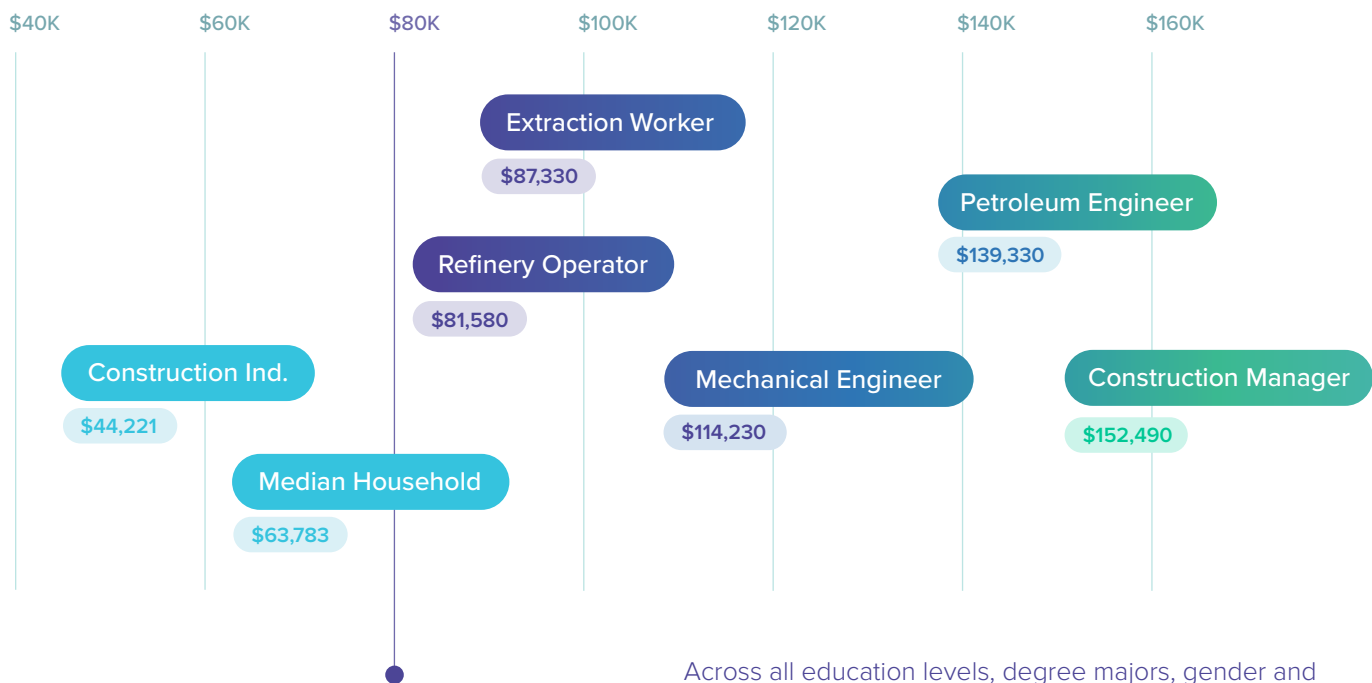 $40K $60K $80K $100K $120K $140K $160K
Extraction Worker
$87,330
Petroleum Engineer
$139,330
Refinery Operator
$81,580
Construction Ind.
$44,221
Mechanical Engineer
$114,230
Construction Manager
$152,490
Median Household
$63,783
Across all education levels, degree majors, gender and